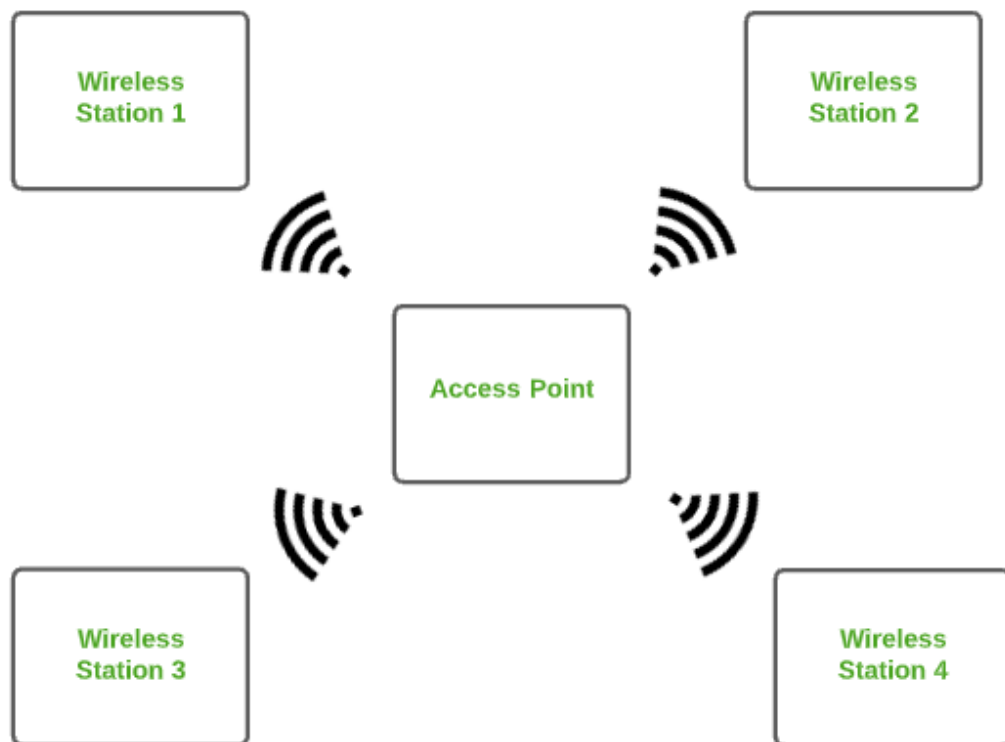 Wireless
Station 1
Wireless
Station 2
Access Point
Wireless
Station 3
Wireless
Station 4